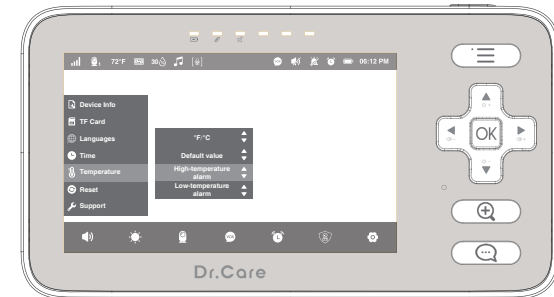 72°F
30
06:12 PM
Device Info
TF Card
Languages
Time
Temperature
Reset
Support
°F/°C
Default value
High-temperature
alarm
Low-temperature
alarm
OK
Dr.Care